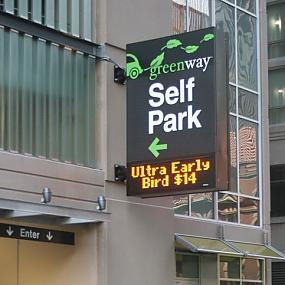 greenway
Self
Park
Ultra Early
Bird $14
Enter